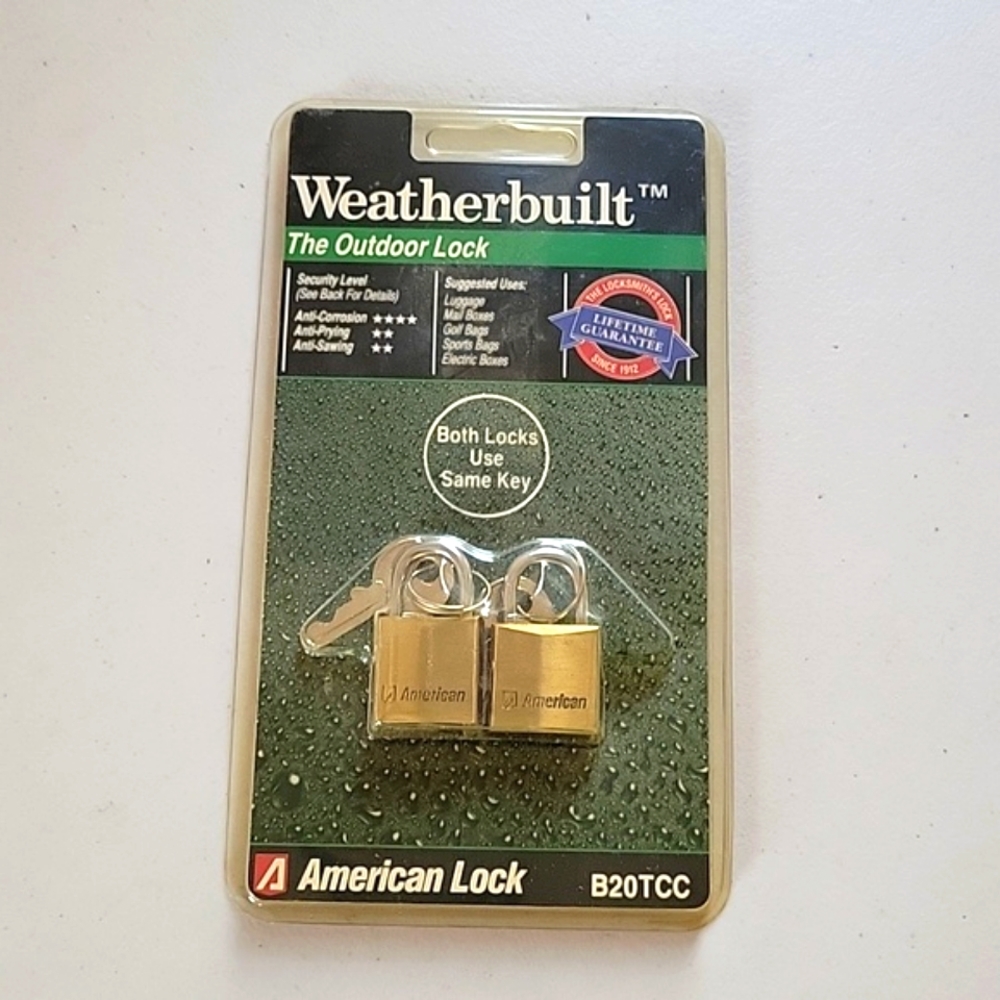 Weatherbuilt™
The Outdoor Lock
Security Level
(See Back For Details)
Anti-Corrosion ★★★★
Anti-Prying ★★
Anti-Sawing ★★
Suggested Uses:
Luggage
Mail Boxes
Golf Bags
Sports Bags
Electric Boxes
THE LOCKSMITH'S LOCK
LIFETIME
GUARANTEE
SINCE 1912
Both Locks
Use
Same Key
American
American
American Lock
B20TCC